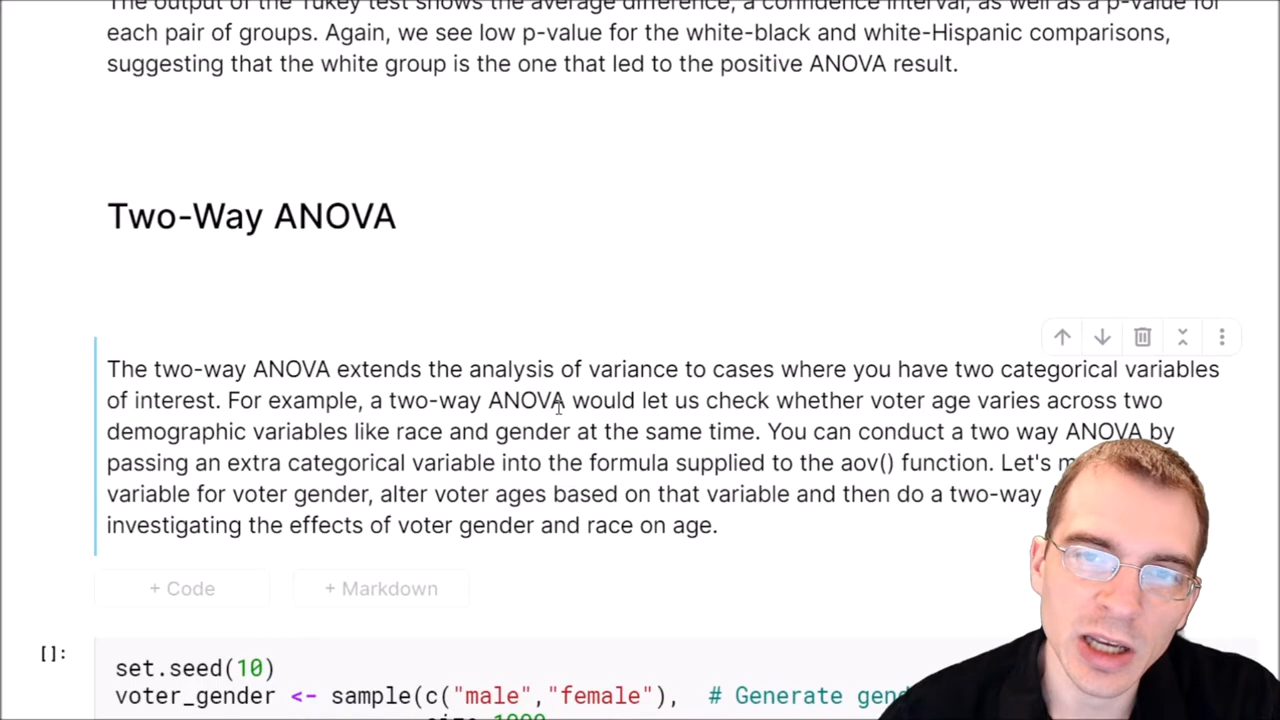 The output of the Tukey test shows the average difference, a confidence interval, as well as a p-value for
each pair of groups. Again, we see low p-value for the white-black and white-Hispanic comparisons,
suggesting that the white group is the one that led to the positive ANOVA result.
Two-Way ANOVA
The two-way ANOVA extends the analysis of variance to cases where you have two categorical variables
of interest. For example, a two-way ANOVA would let us check whether voter age varies across two
demographic variables like race and gender at the same time. You can conduct a two way ANOVA by
passing an extra categorical variable into the formula supplied to the aov() function. Let's
variable for voter gender, alter voter ages based on that variable and then do a two-way
investigating the effects of voter gender and race on age.
+ Code + Markdown
[]:
set.seed(10)
voter_gender <- sample(c("male","female"), # Generate
size 1000